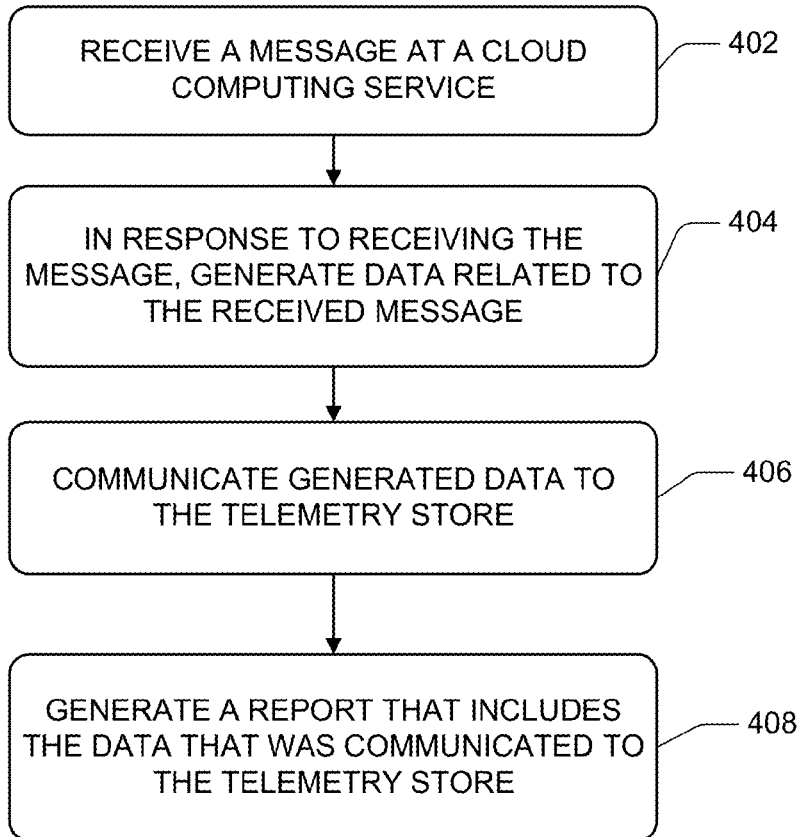 RECEIVE A MESSAGE AT A CLOUD
COMPUTING SERVICE
402
IN RESPONSE TO RECEIVING THE
MESSAGE, GENERATE DATA RELATED TO
THE RECEIVED MESSAGE
404
COMMUNICATE GENERATED DATA TO
THE TELEMETRY STORE
406
GENERATE A REPORT THAT INCLUDES
THE DATA THAT WAS COMMUNICATED TO
THE TELEMETRY STORE
408